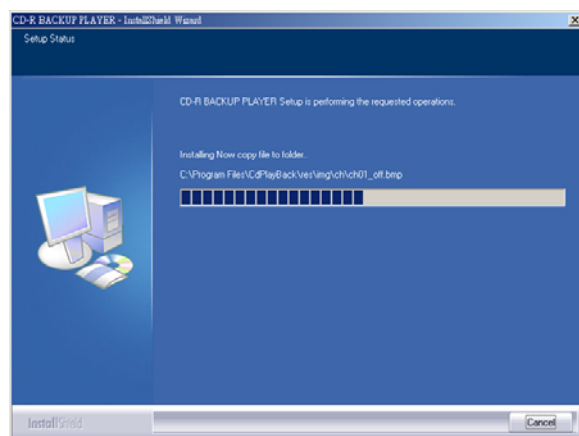 CD-R BACKUP PLAYER - InstallShield Wizard
Setup Status
CD-R BACKUP PLAYER Setup is performing the requested operations.
Installing Now copy file to folder..
C:\Program Files\CdPlayBack\res\img\ch\ch01_off.bmp
InstallShield
Cancel